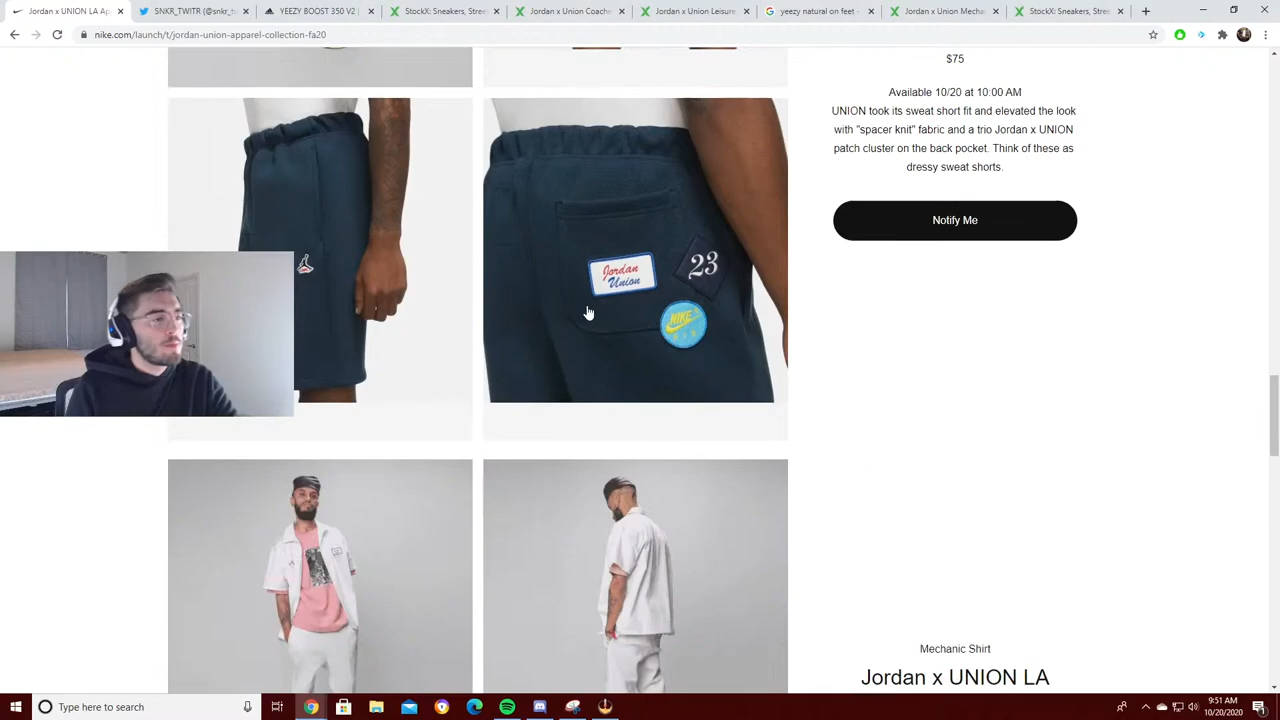 Jordan x UNION LA Ap
SNKR_TWITR (@snkr_tw
YEEZY BOOST 350 V2
StockX: Sneakers, Stree
Jordan x Union Coache
Jordan x Union Leisure
yeezy natural on feet -
Jordan x Union Mecha
StockX: Sneakers, Stree
nike.com/launch/t/jordan-union-apparel-collection-fa20
$75
Available 10/20 at 10:00 AM
UNION took its sweat short fit and elevated the look
with "spacer knit" fabric and a trio Jordan x UNION
patch cluster on the back pocket. Think of these as
dressy sweat shorts.
Notify Me
Jordan
Union
23
NIKE
AIR
Mechanic Shirt
Jordan x UNION LA
Type here to search
9:51 AM
10/20/2020